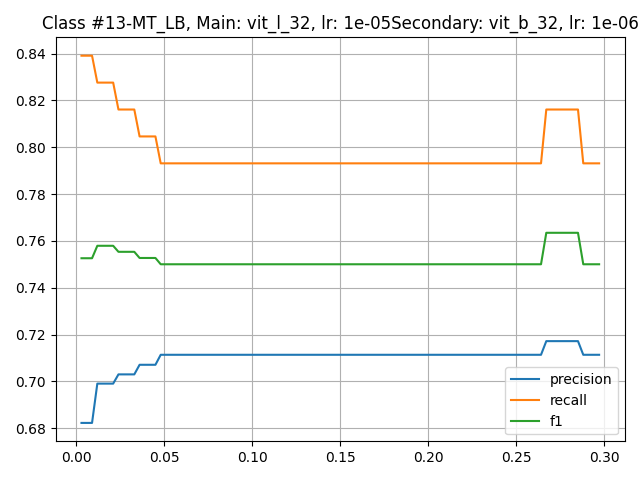 Class #13-MT_LB, Main: vit_l_32, lr: 1e-05Secondary: vit_b_32, lr: 1e-06
0.84
0.82
0.80
0.78
0.76
0.74
0.72
0.70
0.68
precision
recall
f1
0.00 0.05 0.10 0.15 0.20 0.25 0.30